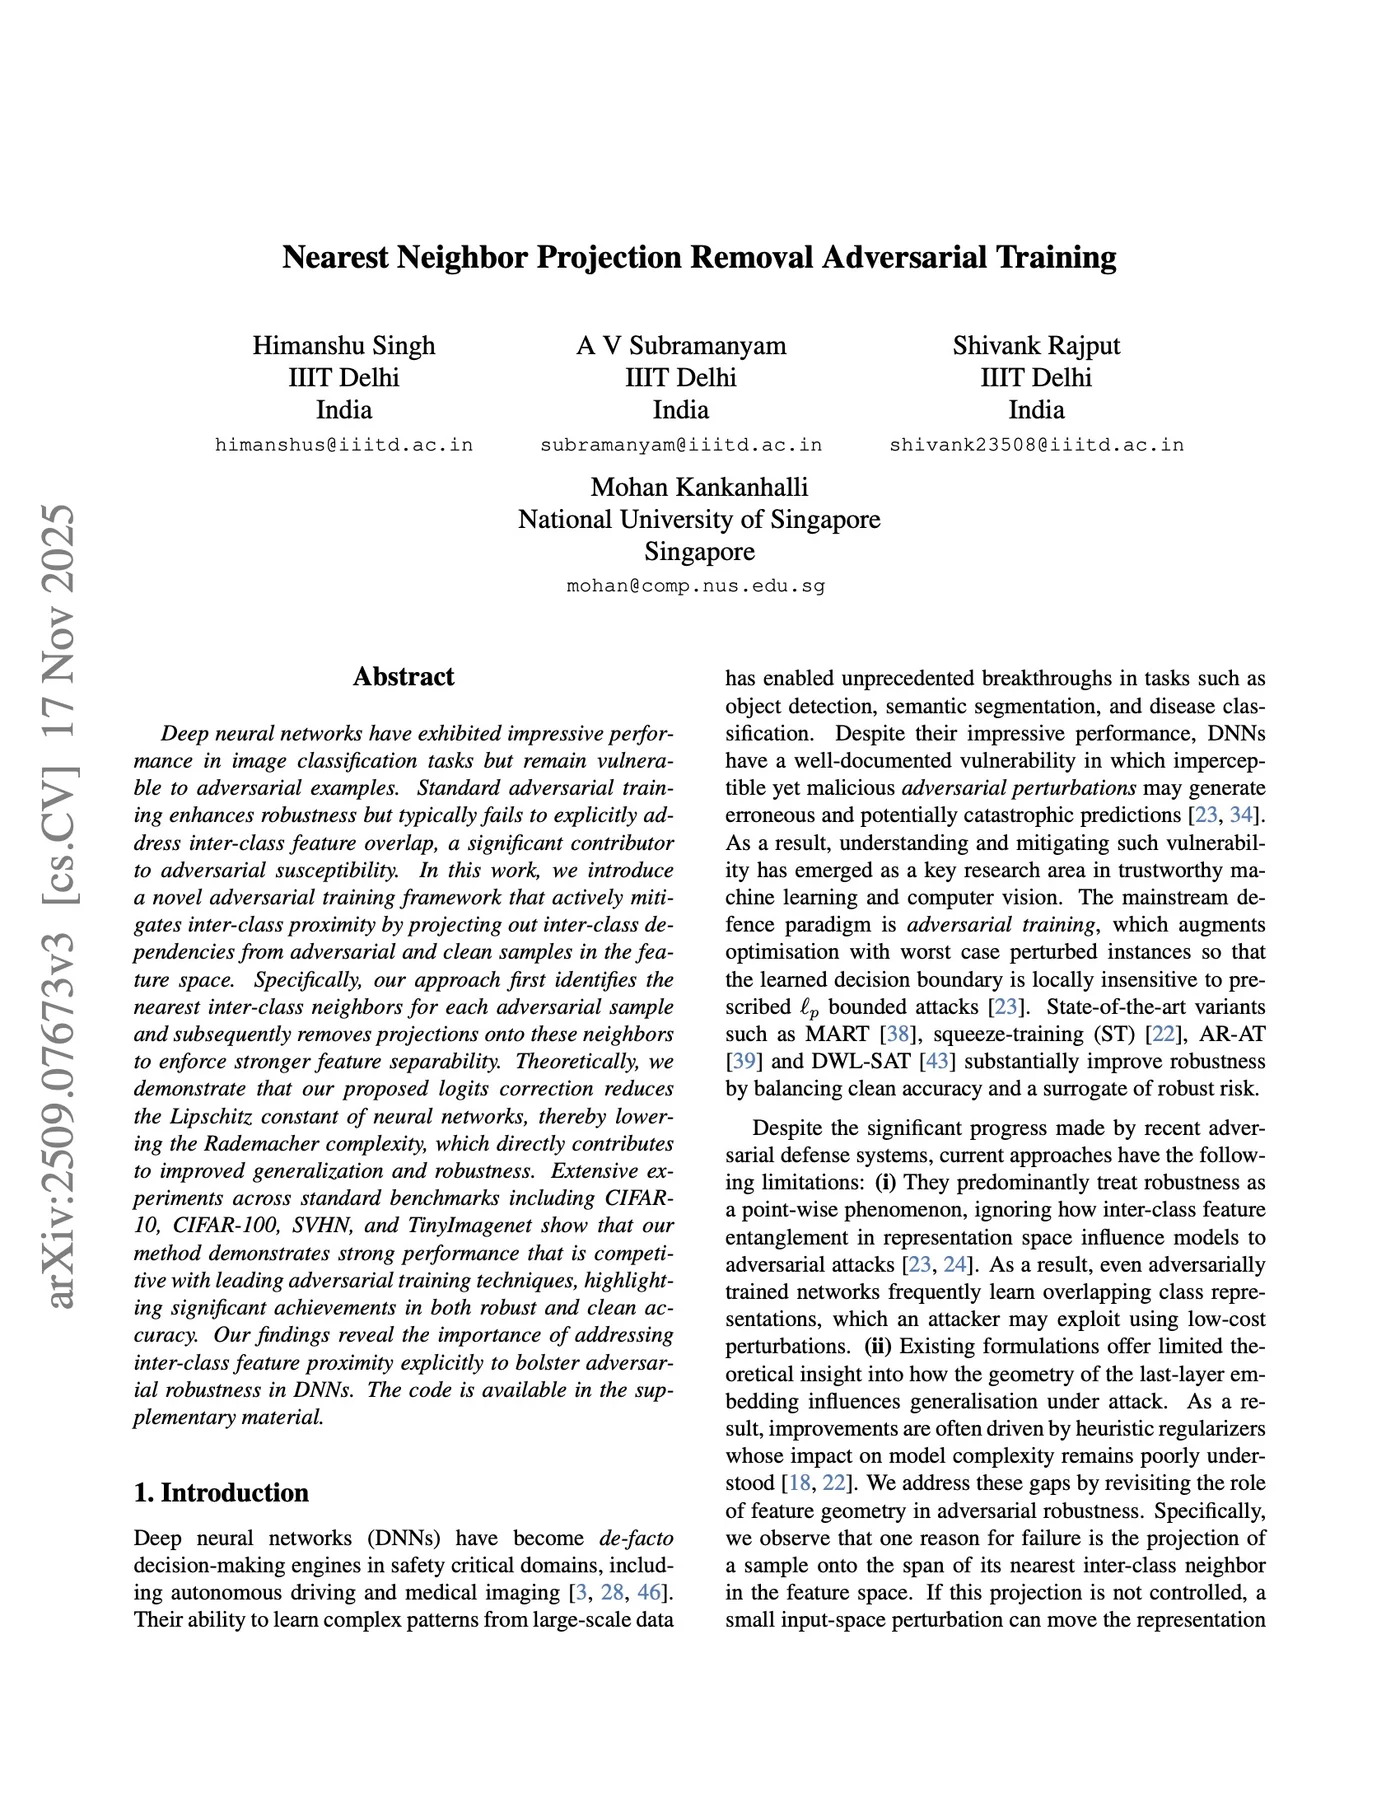 arXiv:2509.07673v3 [cs.CV] 17 Nov 2025
Nearest Neighbor Projection Removal Adversarial Training
Himanshu Singh
IIIT Delhi
India
himanshus@iiitd.ac.in
A V Subramanyam
IIIT Delhi
India
subramanyam@iiitd.ac.in
Shivank Rajput
IIIT Delhi
India
shivank23508@iiitd.ac.in
Mohan Kankanhalli
National University of Singapore
Singapore
mohan@comp.nus.edu.sg
Abstract
Deep neural networks have exhibited impressive perfor-
mance in image classification tasks but remain vulnera-
ble to adversarial examples. Standard adversarial train-
ing enhances robustness but typically fails to explicitly ad-
dress inter-class feature overlap, a significant contributor
to adversarial susceptibility. In this work, we introduce
a novel adversarial training framework that actively miti-
gates inter-class proximity by projecting out inter-class de-
pendencies from adversarial and clean samples in the fea-
ture space. Specifically, our approach first identifies the
nearest inter-class neighbors for each adversarial sample
and subsequently removes projections onto these neighbors
to enforce stronger feature separability. Theoretically, we
demonstrate that our proposed logits correction reduces
the Lipschitz constant of neural networks, thereby lower-
ing the Rademacher complexity, which directly contributes
to improved generalization and robustness. Extensive ex-
periments across standard benchmarks including CIFAR-
10, CIFAR-100, SVHN, and TinyImagenet show that our
method demonstrates strong performance that is competi-
tive with leading adversarial training techniques, highlight-
ing significant achievements in both robust and clean ac-
curacy. Our findings reveal the importance of addressing
inter-class feature proximity explicitly to bolster adversar-
ial robustness in DNNs. The code is available in the sup-
plementary material.
1. Introduction
Deep neural networks (DNNs) have become de-facto
decision-making engines in safety critical domains, includ-
ing autonomous driving and medical imaging [3, 28, 46].
Their ability to learn complex patterns from large-scale data
has enabled unprecedented breakthroughs in tasks such as
object detection, semantic segmentation, and disease clas-
sification. Despite their impressive performance, DNNs
have a well-documented vulnerability in which impercep-
tible yet malicious adversarial perturbations may generate
erroneous and potentially catastrophic predictions [23, 34].
As a result, understanding and mitigating such vulnerabil-
ity has emerged as a key research area in trustworthy ma-
chine learning and computer vision. The mainstream de-
fence paradigm is adversarial training, which augments
optimisation with worst case perturbed instances so that
the learned decision boundary is locally insensitive to pre-
scribed ℓp bounded attacks [23]. State-of-the-art variants
such as MART [38], squeeze-training (ST) [22], AR-AT
[39] and DWL-SAT [43] substantially improve robustness
by balancing clean accuracy and a surrogate of robust risk.
Despite the significant progress made by recent adver-
sarial defense systems, current approaches have the follow-
ing limitations: (i) They predominantly treat robustness as
a point-wise phenomenon, ignoring how inter-class feature
entanglement in representation space influence models to
adversarial attacks [23, 24]. As a result, even adversarially
trained networks frequently learn overlapping class repre-
sentations, which an attacker may exploit using low-cost
perturbations. (ii) Existing formulations offer limited the-
oretical insight into how the geometry of the last-layer em-
bedding influences generalisation under attack. As a re-
sult, improvements are often driven by heuristic regularizers
whose impact on model complexity remains poorly under-
stood [18, 22]. We address these gaps by revisiting the role
of feature geometry in adversarial robustness. Specifically,
we observe that one reason for failure is the projection of
a sample onto the span of its nearest inter-class neighbor
in the feature space. If this projection is not controlled, a
small input-space perturbation can move the representation